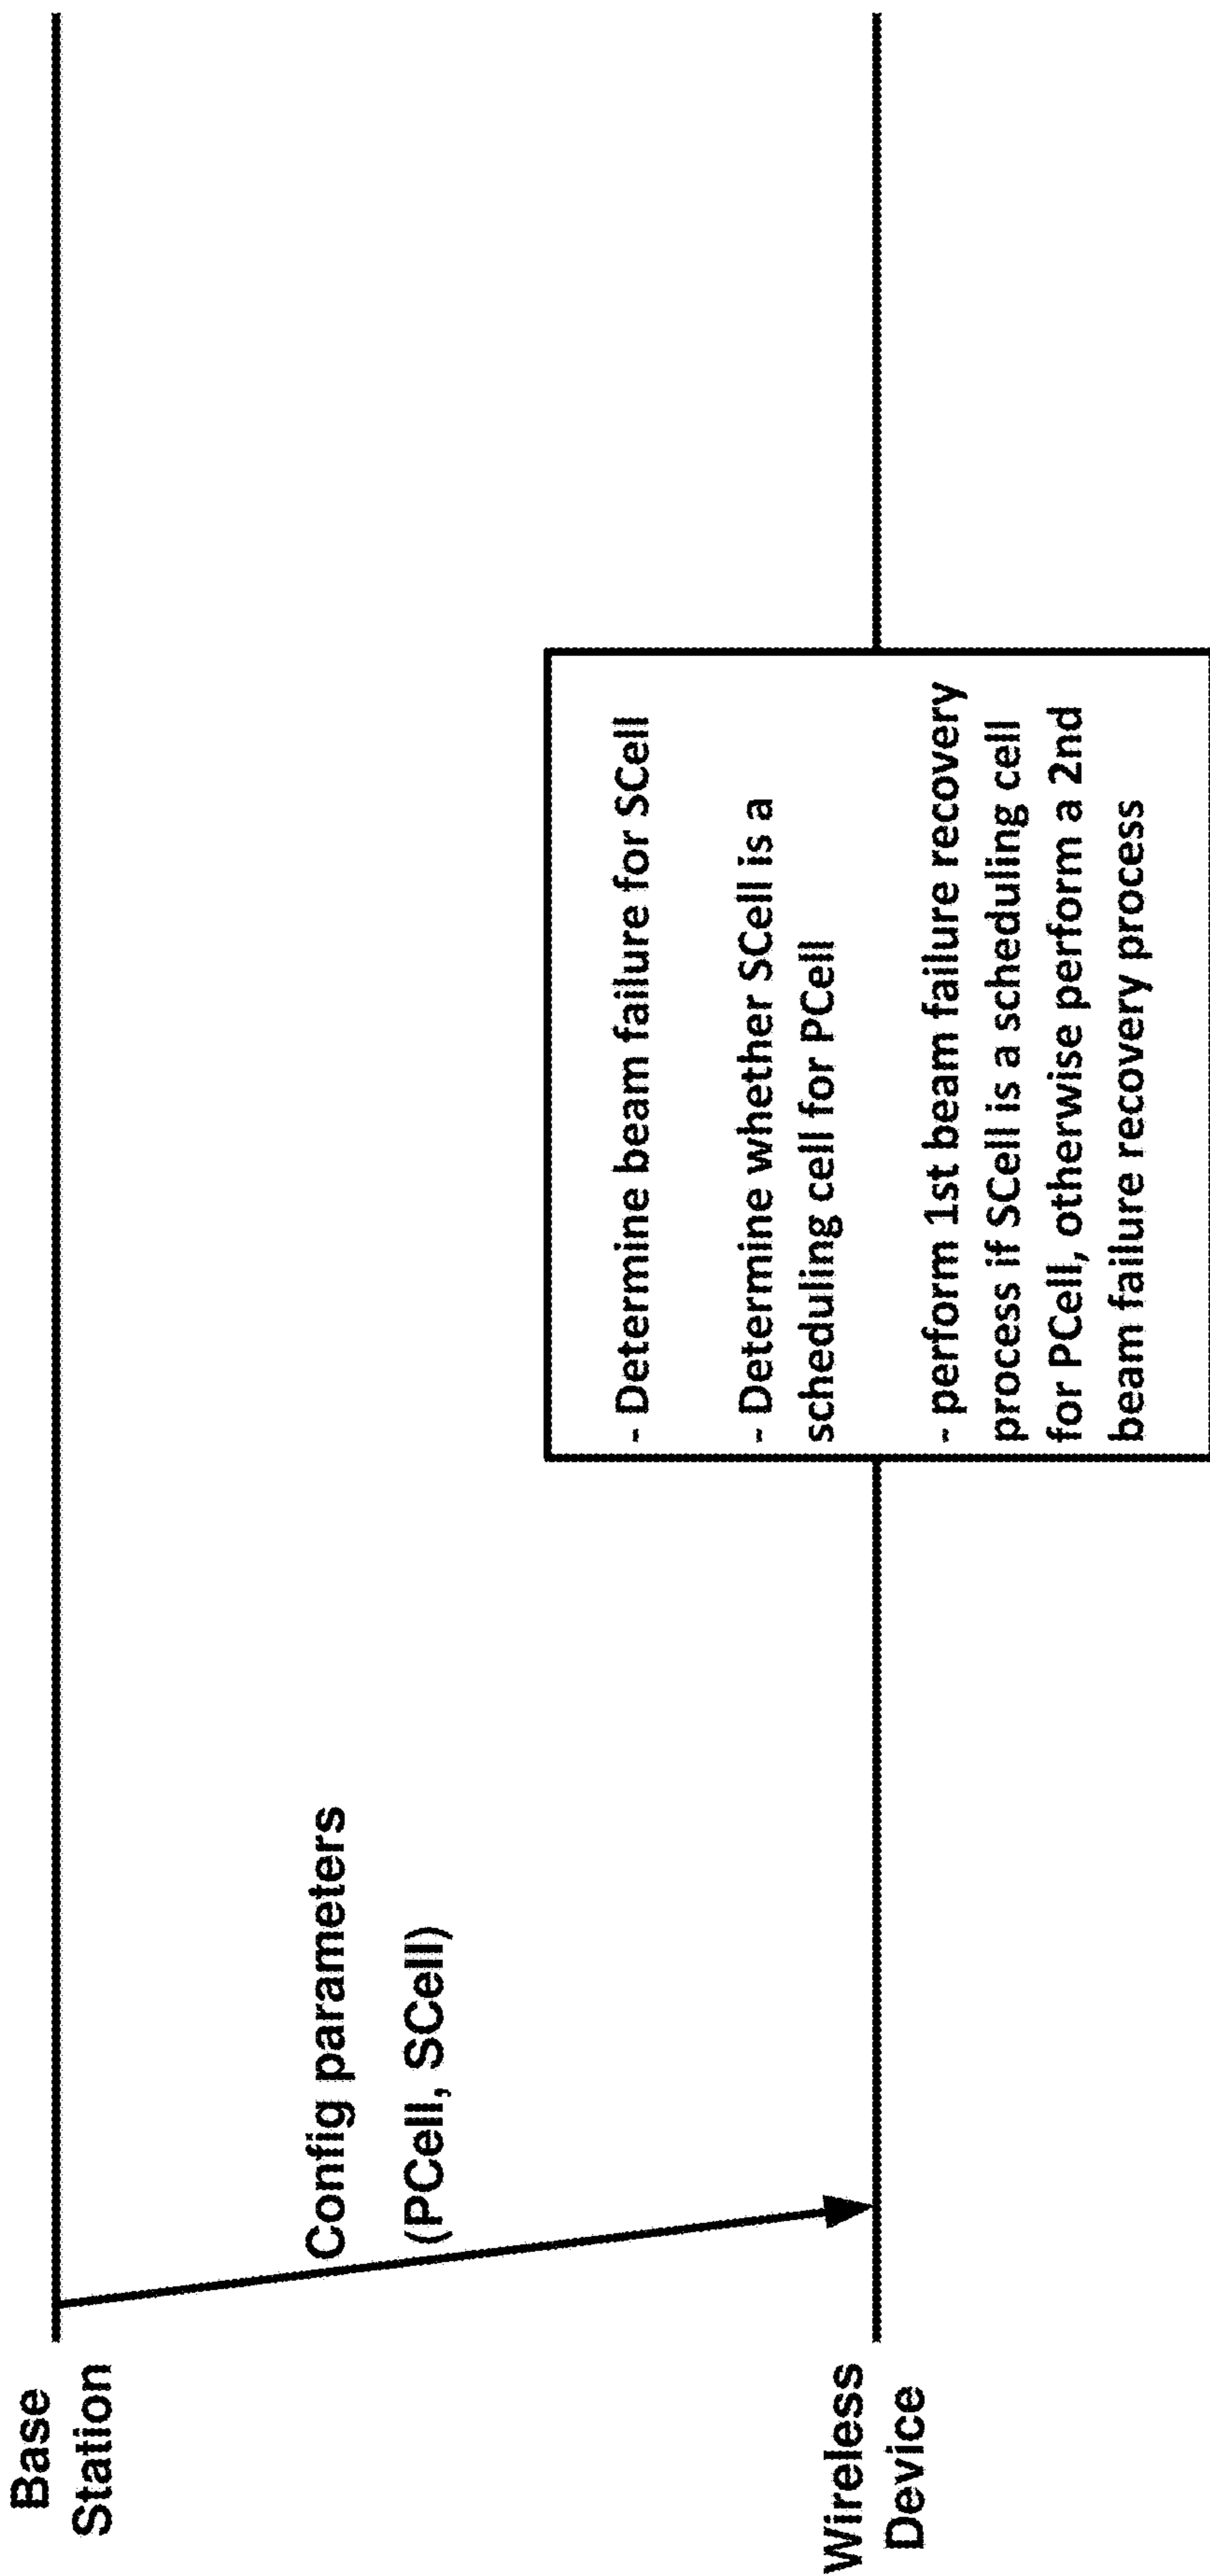 Base
Station
Config parameters
(PCell, SCell)
Wireless
Device
- Determine beam failure for SCell
- Determine whether SCell is a
scheduling cell for PCell
- perform 1st beam failure recovery
process if SCell is a scheduling cell
for PCell, otherwise perform a 2nd
beam failure recovery process